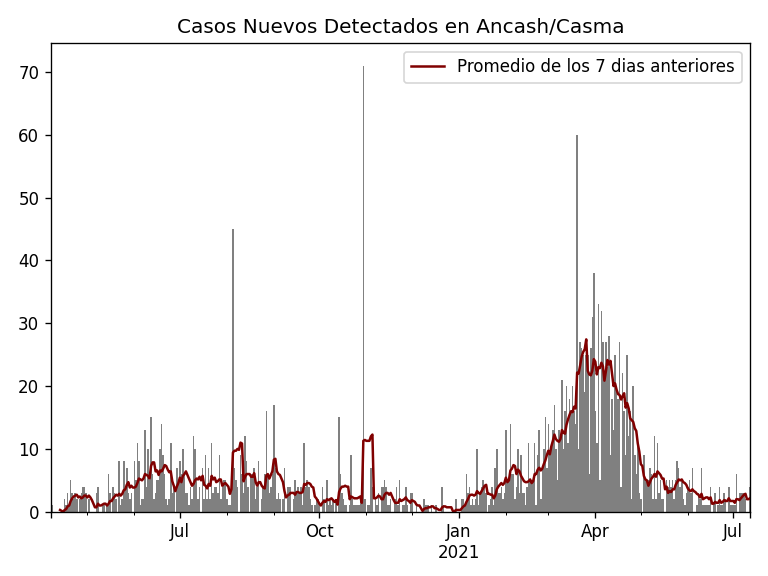 Casos Nuevos Detectados en Ancash/Casma
Promedio de los 7 dias anteriores
70
60
50
40
30
20
10
0
Jul
Oct
Jan
2021
Apr
Jul